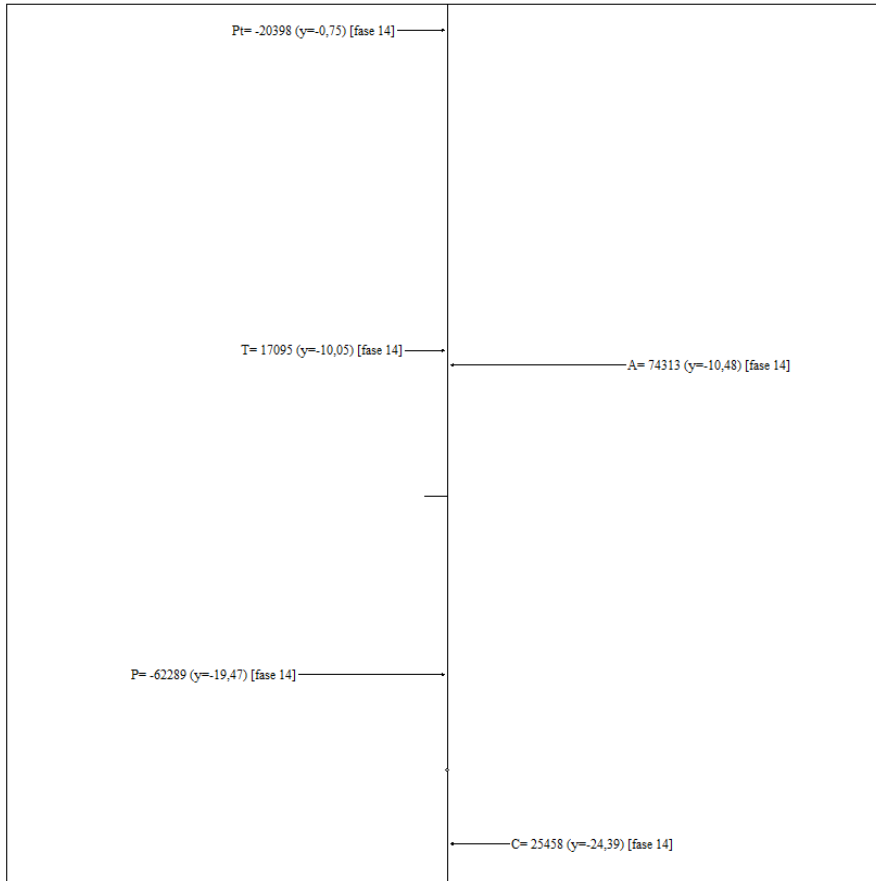 Pt= -20398 (y=-0,75) [fase 14]
T= 17095 (y=-10,05) [fase 14]
A= 74313 (y=-10,48) [fase 14]
P= -62289 (y=-19,47) [fase 14]
C= 25458 (y=-24,39) [fase 14]